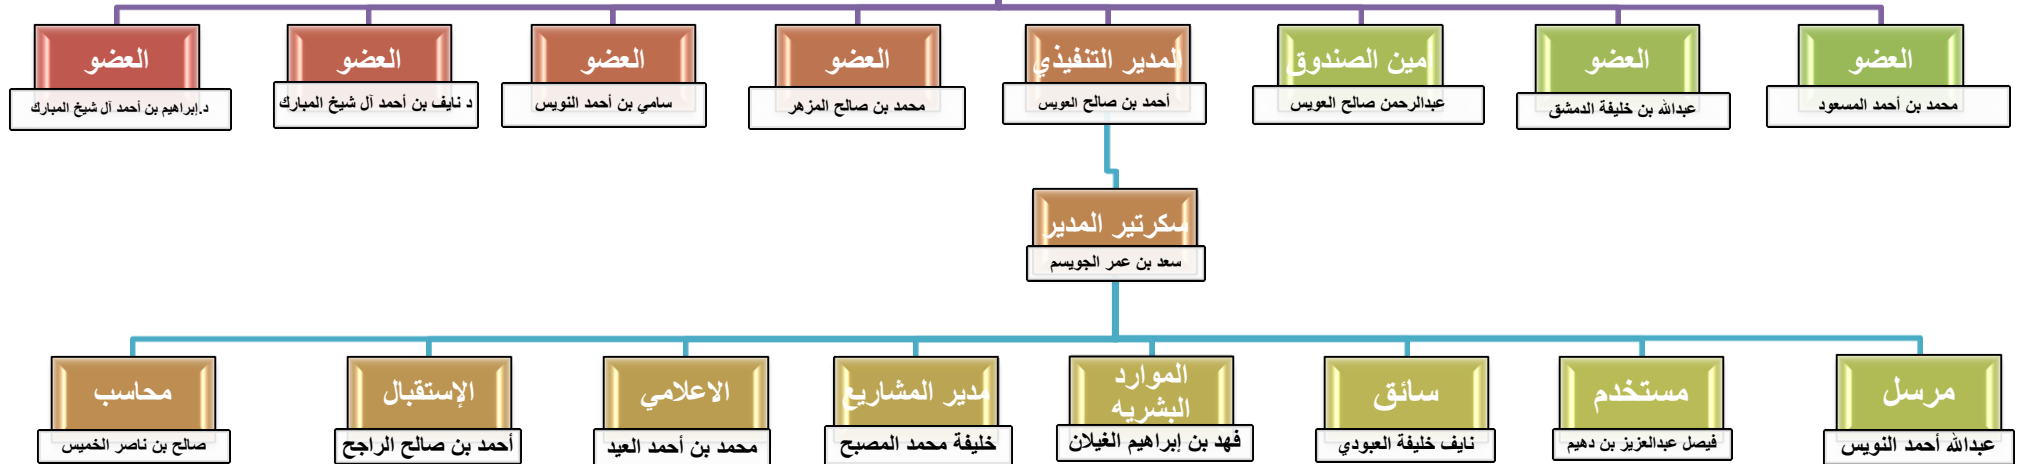 العضو
محمد بن أحمد المسعود
العضو
عبدالله بن خليفة الدمشق
أمين الصندوق
عبدالرحمن صالح العويس
المدير التنفيذي
أحمد بن صالح العويس
العضو
محمد بن صالح المزهر
العضو
سامي بن أحمد النويس
العضو
د نايف بن أحمد آل شيخ المبارك
العضو
د.إبراهيم بن أحمد آل شيخ المبارك
سكرتير المدير
سعد بن عمر الجويسم
مرسل
عبدالله أحمد النويس
مستخدم
فيصل عبدالعزيز بن دهيم
سائق
نايف خليفة العبودي
الموارد
البشريه
فهد بن إبراهيم الغيلان
مدير المشاريع
خليفة محمد المصبح
الاعلامي
محمد بن أحمد العيد
الإستقبال
أحمد بن صالح الراجح
محاسب
صالح بن ناصر الخميس